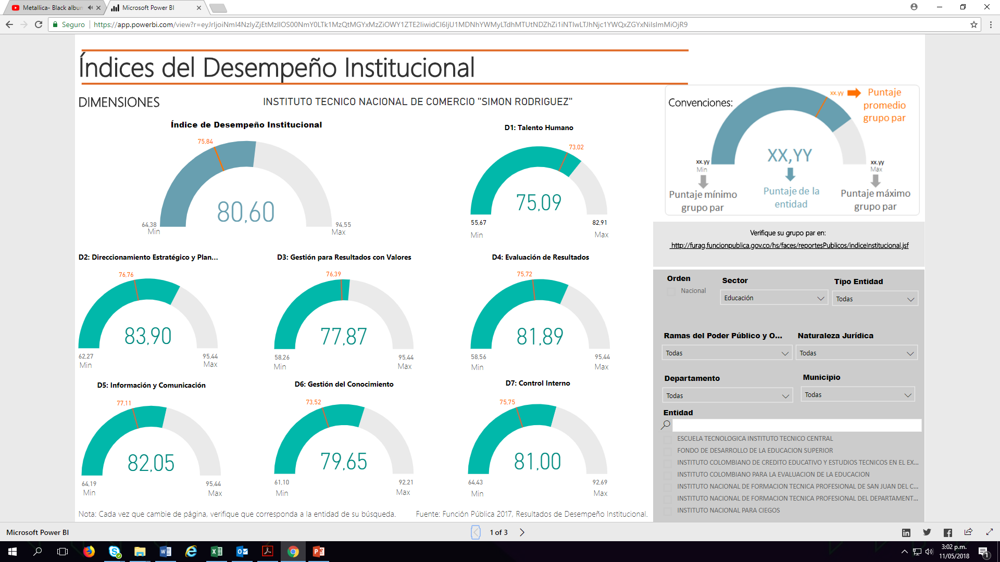 Metallica- Black album
Microsoft Power BI
Seguro
Índices del Desempeño Institucional
DIMENSIONES
INSTITUTO TECNICO NACIONAL DE COMERCIO "SIMON RODRIGUEZ"
Convenciones:
xx.yy
Puntaje
promedio
grupo par
XX,YY
xx.yy
Min
xx.yy
Max
Puntaje mínimo
grupo par
Puntaje de la
entidad
Puntaje máximo
grupo par
Índice de Desempeño Institucional
75,84
80,60
64,38
Min
94,55
Max
D1: Talento Humano
73,02
75,09
55,67
Min
82,91
Max
Verifique su grupo par en:
http://furag.funcionpublica.gov.co/hs/faces/reportesPublicos/indiceInstitucional.jsf
D2: Direccionamiento Estratégico y Plan...
76,76
83,90
62,27
Min
95,44
Max
D3: Gestión para Resultados con Valores
76,39
77,87
58,26
Min
95,44
Max
D4: Evaluación de Resultados
75,72
81,89
58,56
Min
95,44
Max
D5: Información y Comunicación
77,11
82,05
64,19
Min
95,44
Max
D6: Gestión del Conocimiento
73,52
79,65
61,10
Min
92,21
Max
D7: Control Interno
75,75
81,00
64,43
Min
92,69
Max
Orden
Nacional
Sector
Educación
Tipo Entidad
Todas
Ramas del Poder Público y O...
Todas
Naturaleza Jurídica
Todas
Departamento
Todas
Municipio
Todas
Entidad
ESCUELA TECNOLOGICA INSTITUTO TECNICO CENTRAL
FONDO DE DESARROLLO DE LA EDUCACION SUPERIOR
INSTITUTO COLOMBIANO DE CREDITO EDUCATIVO Y ESTUDIOS TECNICOS EN EL EX...
INSTITUTO COLOMBIANO PARA LA EVALUACION DE LA EDUCACION
INSTITUTO NACIONAL DE FORMACION TECNICA PROFESIONAL DE SAN JUAN DEL C...
INSTITUTO NACIONAL DE FORMACION TECNICA PROFESIONAL DEL DEPARTAMENT...
INSTITUTO NACIONAL PARA CIEGOS
Nota: Cada vez que cambie de página, verifique que corresponda a la entidad de su búsqueda.
Fuente: Función Pública 2017, Resultados de Desempeño Institucional.
Microsoft Power BI
1 of 3
3:02 p.m.
11/05/2018
1